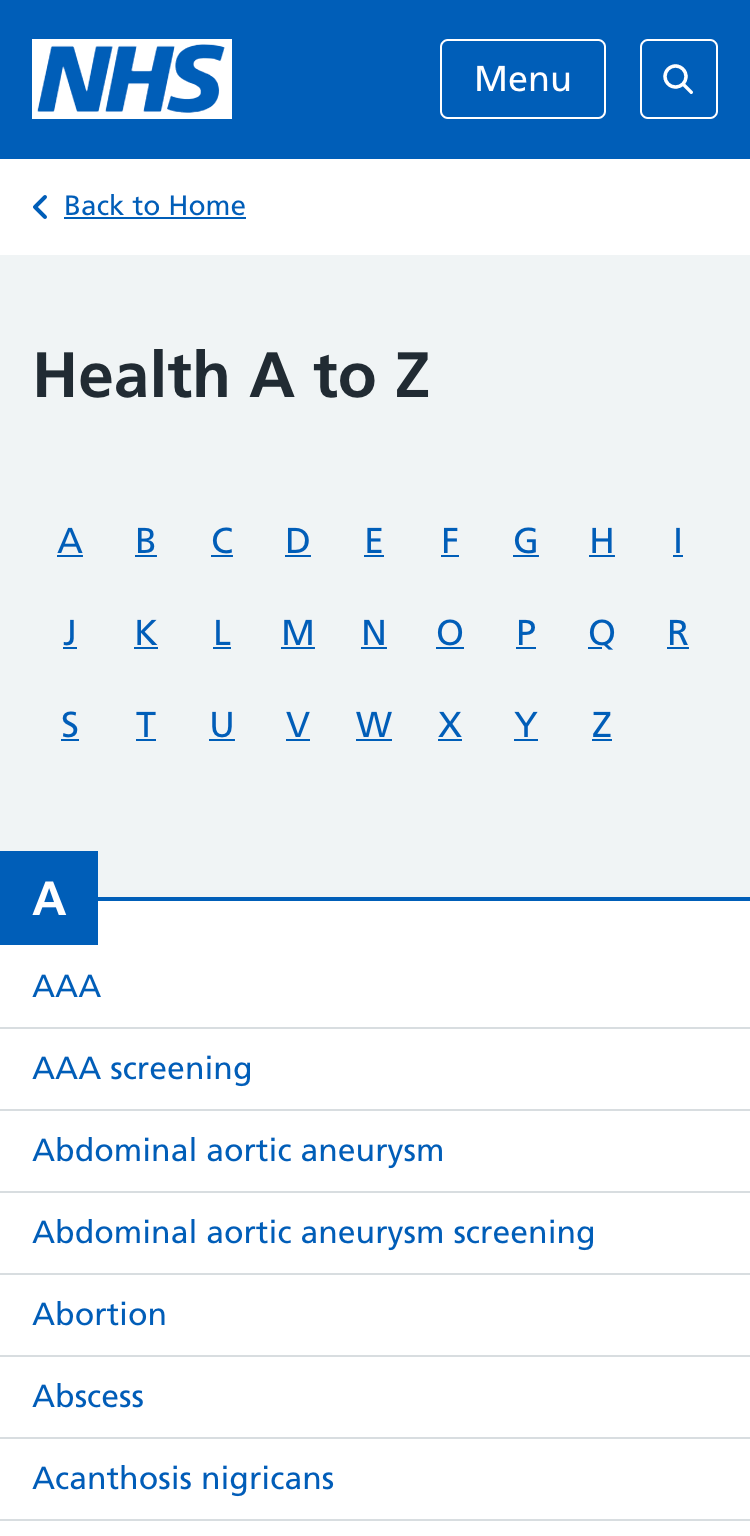 NHS
Menu
Back to Home
Health A to Z
A B C D E F G H I
J K L M N O P Q R
S T U V W X Y Z
A
AAA
AAA screening
Abdominal aortic aneurysm
Abdominal aortic aneurysm screening
Abortion
Abscess
Acanthosis nigricans